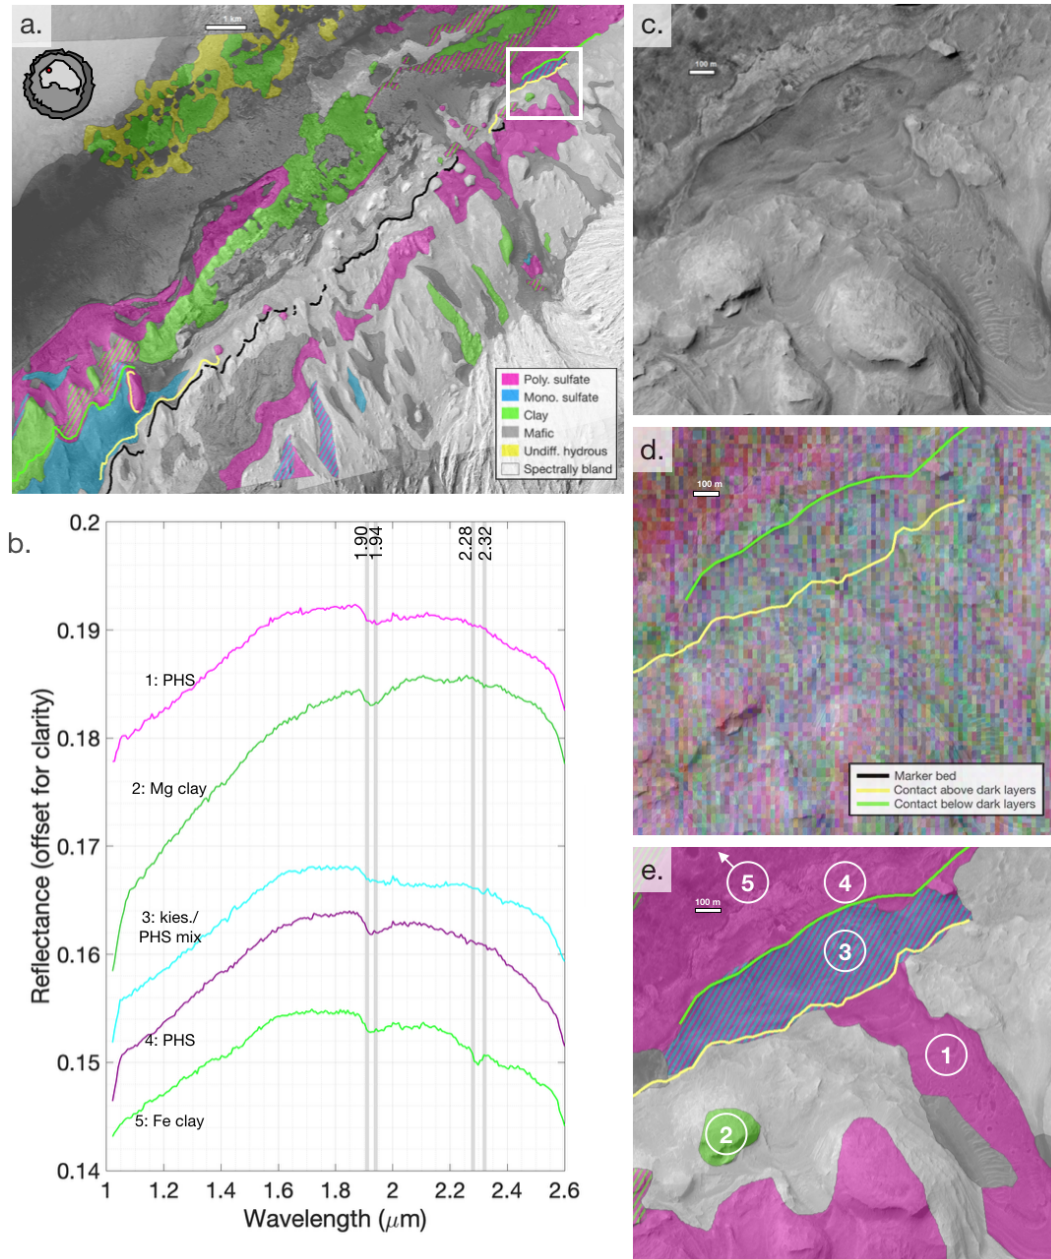 a.
1 km
Poly. sulfate
Mono. sulfate
Clay
Mafic
Undiff. hydrous
Spectrally bland
b.
Reflectance (offset for clarity)
0.2
0.19
0.18
0.17
0.16
0.15
0.14
1.90
1.94
2.28
2.32
1: PHS
2: Mg clay
3: kies./
PHS mix
4: PHS
5: Fe clay
1
1.2
1.4
1.6
1.8
2
2.2
2.4
2.6
Wavelength (μm)
c.
100 m
d.
100 m
Marker bed
Contact above dark layers
Contact below dark layers
e.
100 m
5
4
3
1
2